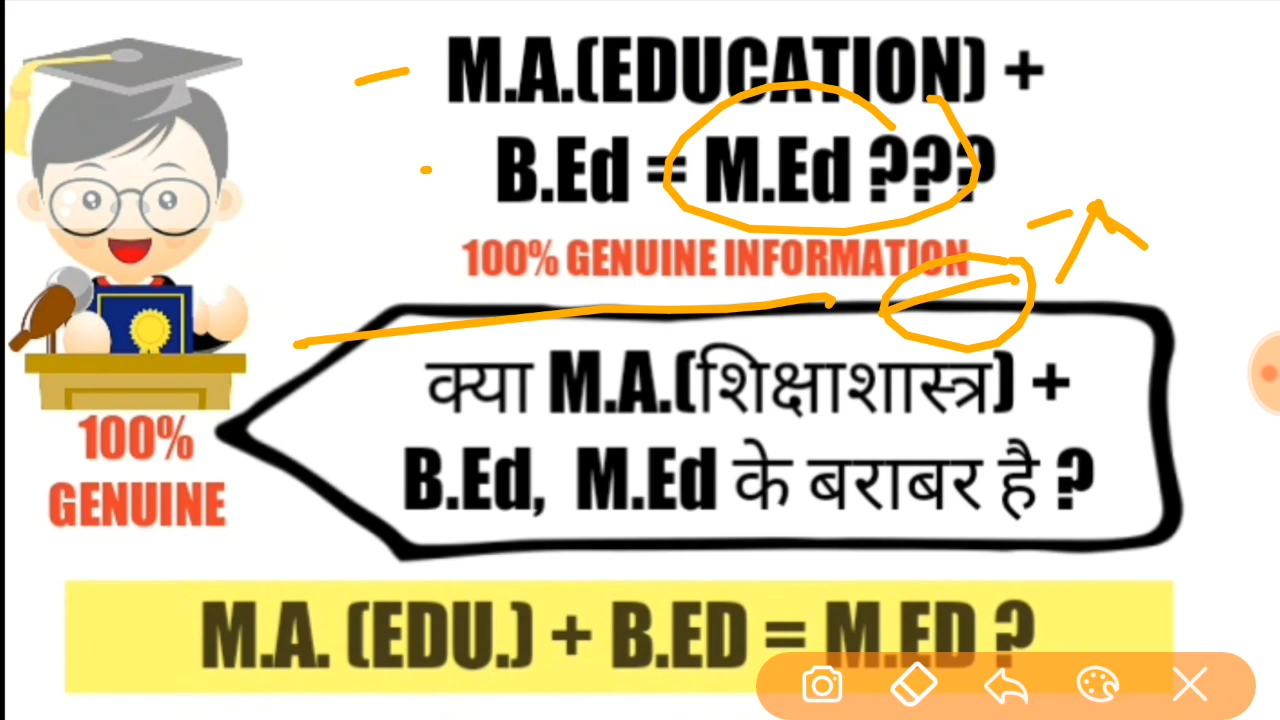 M.A.(EDUCATION) +
B.Ed = M.Ed ???
100% GENUINE INFORMATION
क्या M.A.(शिक्षाशास्त्र) +
B.Ed, M.Ed के बराबर है ?
100%
GENUINE
M.A. (EDU.) + B.ED = M.ED ?